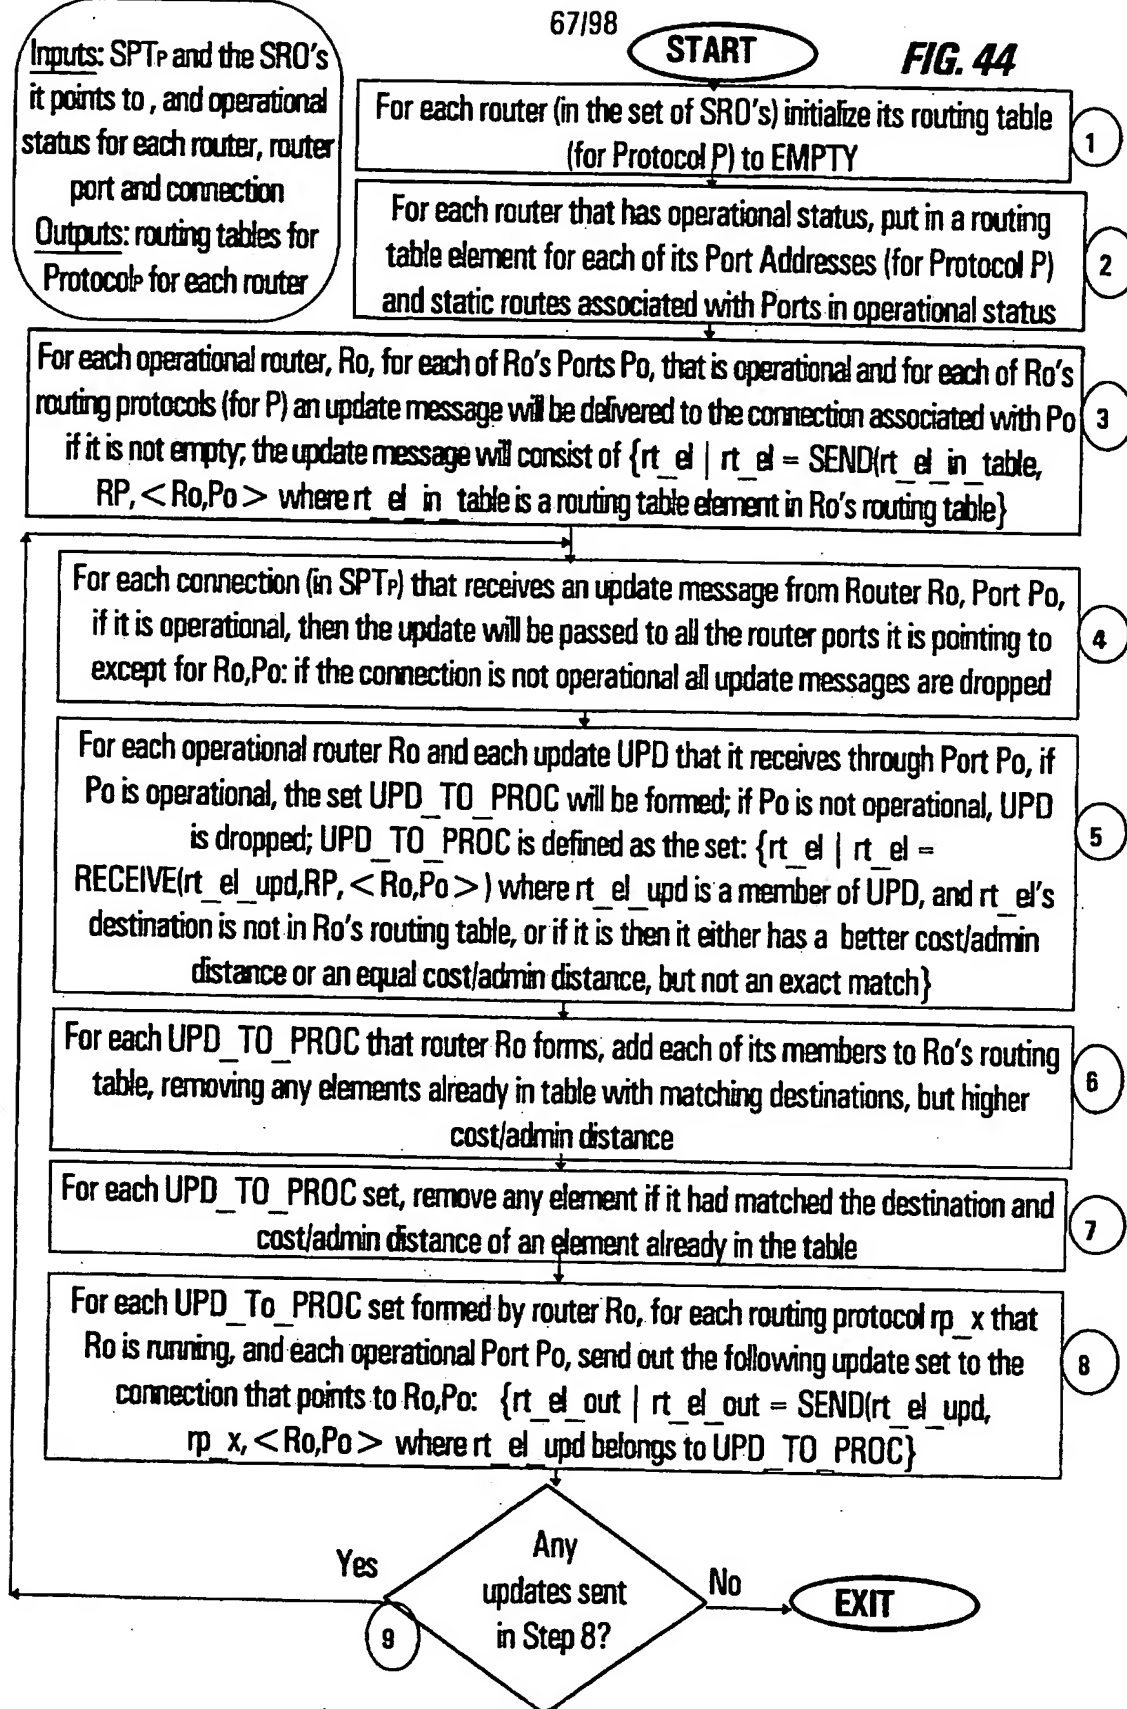 67/98
FIG. 44
Inputs: SPTP and the SRO's
it points to , and operational
status for each router, router
port and connection
Outputs: routing tables for
ProtocolP for each router
START
For each router (in the set of SRO's) initialize its routing table
(for Protocol P) to EMPTY
1
For each router that has operational status, put in a routing
table element for each of its Port Addresses (for Protocol P)
and static routes associated with Ports in operational status
2
For each operational router, Ro, for each of Ro's Ports Po, that is operational and for each of Ro's
routing protocols (for P) an update message will be delivered to the connection associated with Po
if it is not empty; the update message will consist of {rt_el | rt_el = SEND(rt_el_in_table,
RP, <Ro,Po> where rt_el_in_table is a routing table element in Ro's routing table}
3
For each connection (in SPTP) that receives an update message from Router Ro, Port Po,
if it is operational, then the update will be passed to all the router ports it is pointing to
except for Ro,Po: if the connection is not operational all update messages are dropped
4
For each operational router Ro and each update UPD that it receives through Port Po, if
Po is operational, the set UPD_TO_PROC will be formed; if Po is not operational, UPD
is dropped; UPD_TO_PROC is defined as the set: {rt_el | rt_el =
RECEIVE(rt_el_upd,RP, <Ro,Po>) where rt_el_upd is a member of UPD, and rt_el's
destination is not in Ro's routing table, or if it is then it either has a better cost/admin
distance or an equal cost/admin distance, but not an exact match}
5
For each UPD_TO_PROC that router Ro forms, add each of its members to Ro's routing
table, removing any elements already in table with matching destinations, but higher
cost/admin distance
6
For each UPD_TO_PROC set, remove any element if it had matched the destination and
cost/admin distance of an element already in the table
7
For each UPD_To_PROC set formed by router Ro, for each routing protocol rp_x that
Ro is running, and each operational Port Po, send out the following update set to the
connection that points to Ro,Po: {rt_el_out | rt_el_out = SEND(rt_el_upd,
rp_x, <Ro,Po> where rt_el_upd belongs to UPD_TO_PROC}
8
Any
updates sent
in Step 8?
Yes
No
9
EXIT